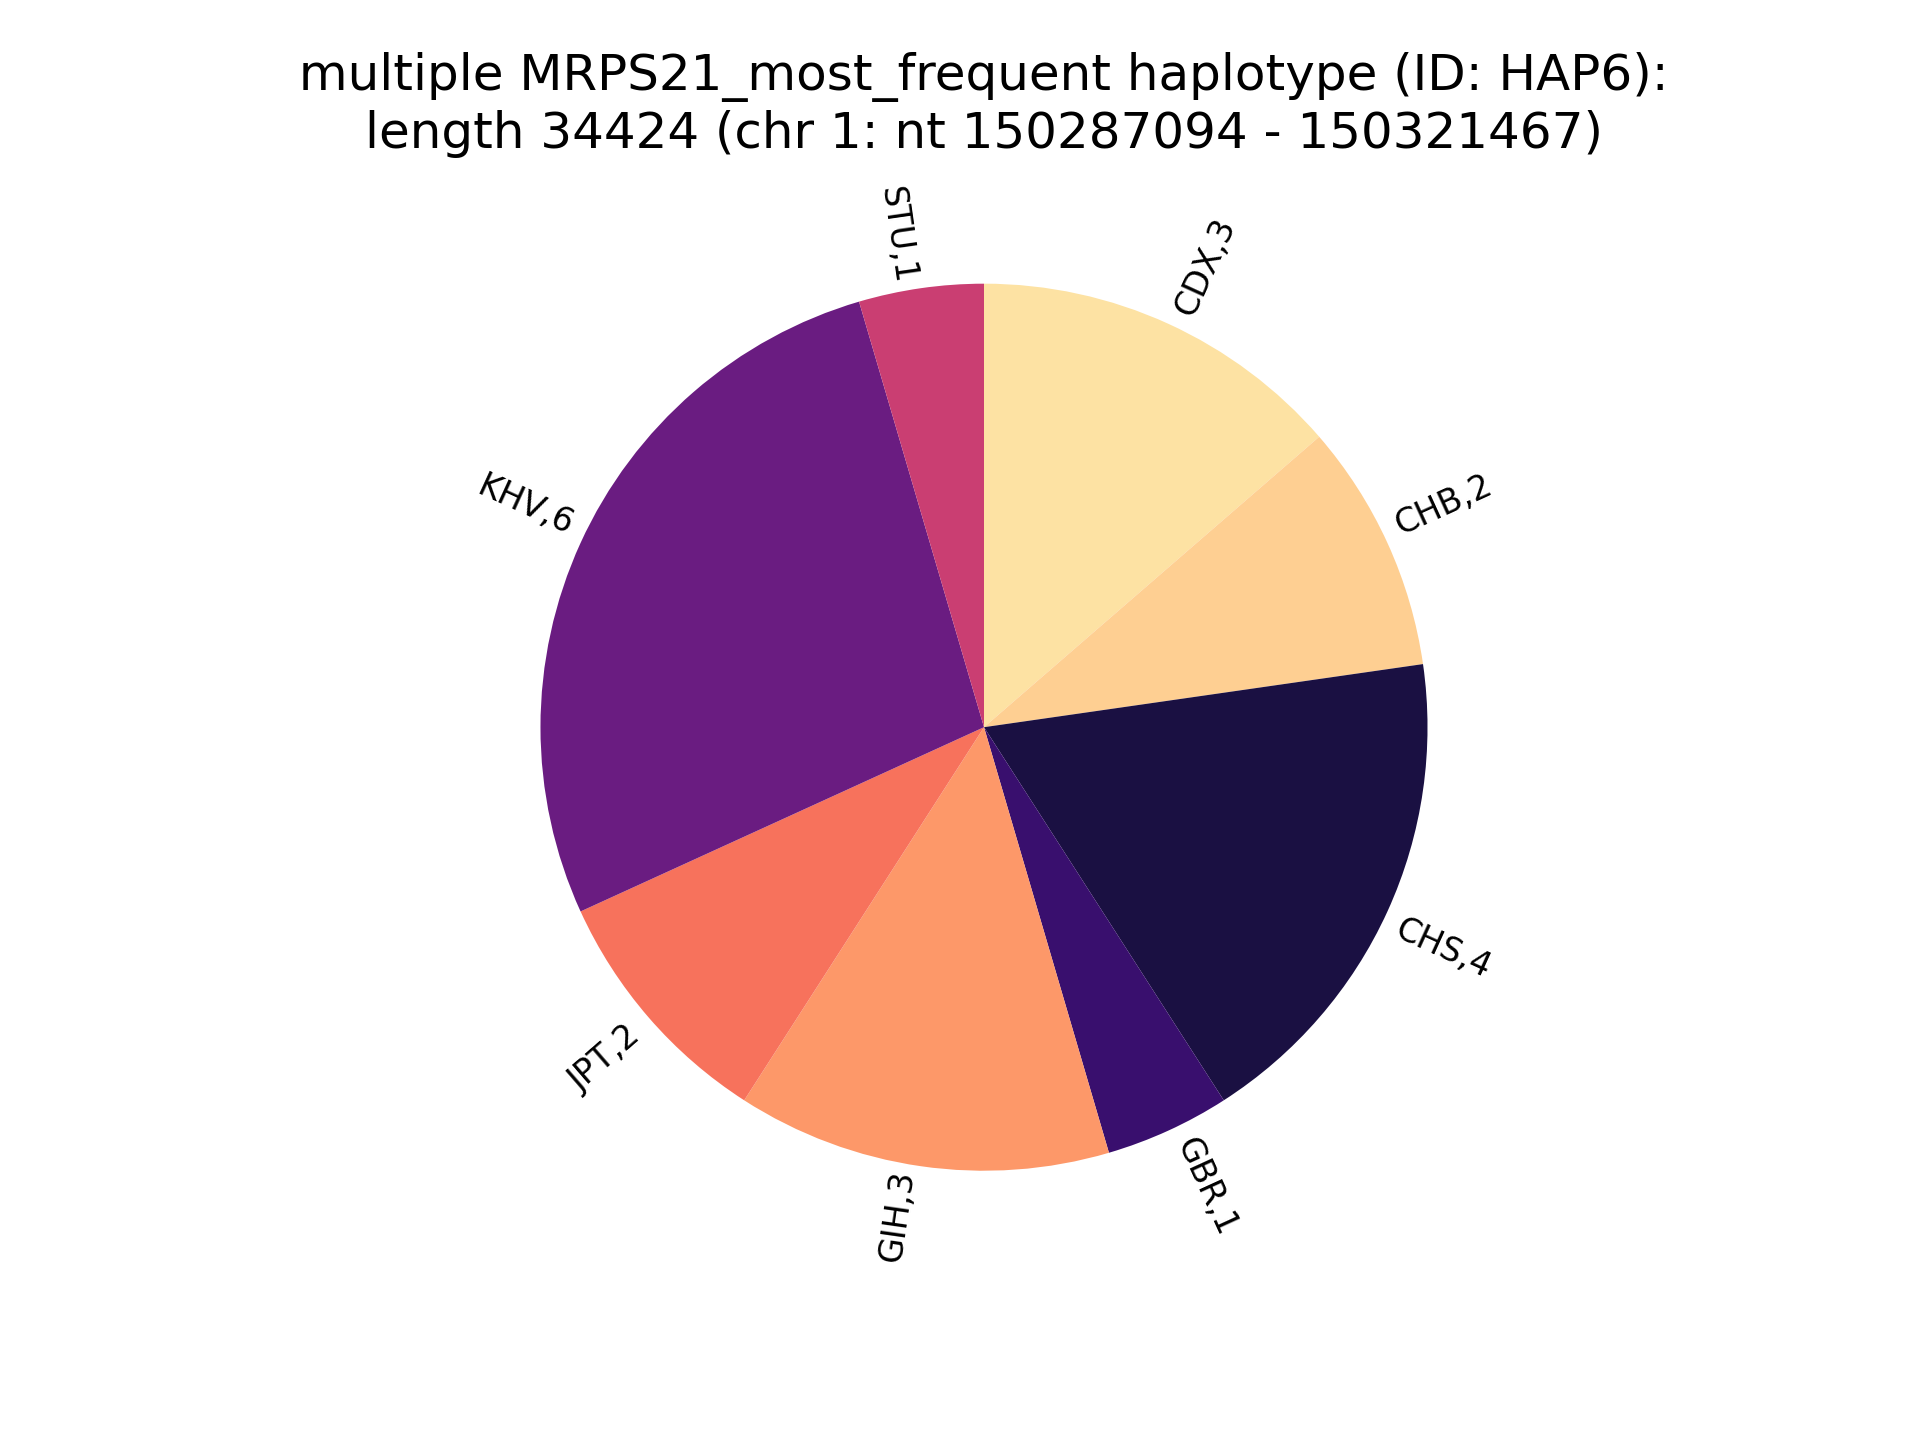 multiple MRPS21_most_frequent haplotype (ID: HAP6):
length 34424 (chr 1: nt 150287094 - 150321467)
STU,1
CDX,3
KHV,6
CHB,2
CHS,4
JPT,2
GBR,1
GIH,3